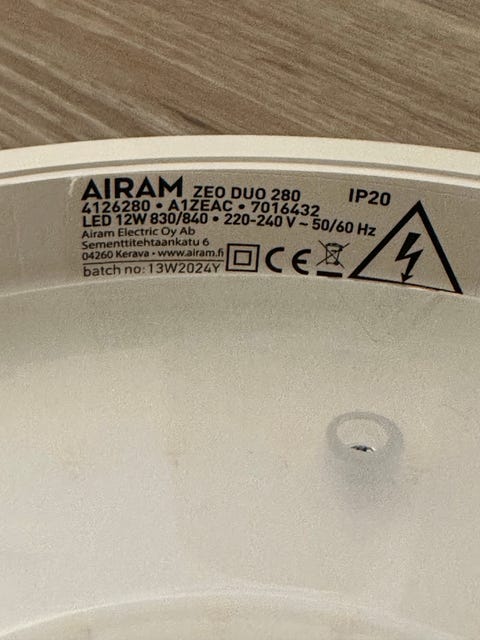 AIRAM ZEO DUO 280 IP20
4126280 • A1ZEAC • 7016432
LED 12W 830/840 • 220-240 V ~ 50/60 Hz
Airam Electric Oy Ab
Sementtitehtaankatu 6
04260 Kerava • www.airam.fi
batch no: 13W2024Y CE